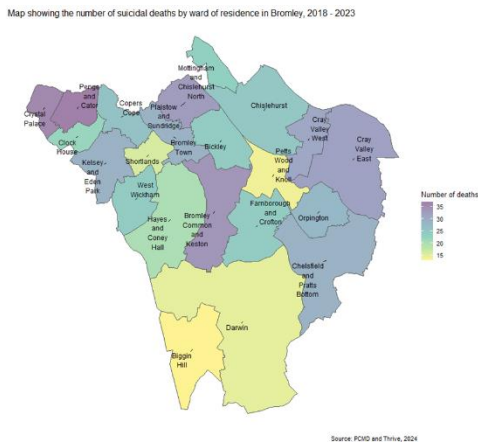 Map showing the number of suicidal deaths by ward of residence in Bromley, 2018 - 2023
Mottingham
and
Chislehurst
North
Penge
and
Cator
Crystal
Palace
Copers
Cope
Plaistow
and
Sundridge
Chislehurst
Cray
Valley
West
Cray
Valley
East
Clock
House
Kelsey
and
Eden
Park
Shortlands
Bromley
Town
Bickley
Petts
Wood
and
Knoll
West
Wickham
Hayes
and
Coney
Hall
Bromley
Common
and
Keston
Farnborough
and
Crofton
Orpington
Chelsfield
and
Pratts
Bottom
Darwin
Biggin
Hill
Number of deaths
35
30
25
20
15
Source: PCMD and Thrive, 2024